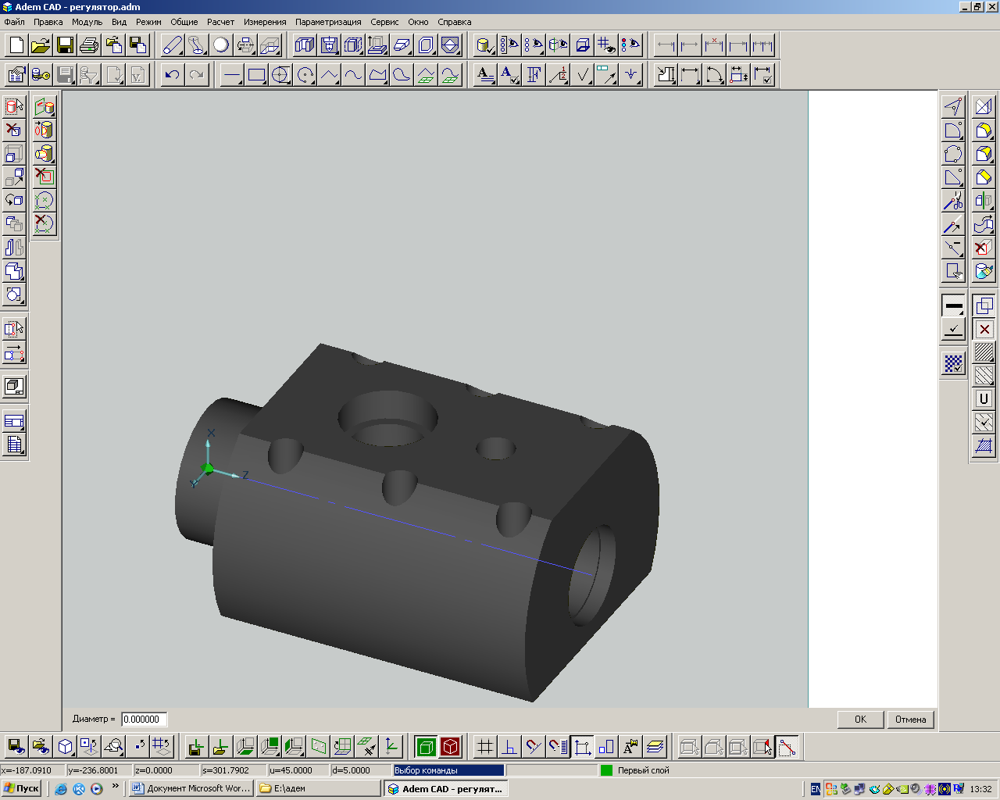 Adem CAD - регулятор.adm
Файл Правка Модуль Вид Режим Общие Расчет Измерения Параметризация Сервис Окно Справка
X
Z
Y
Диаметр = 0.000000 OK Отмена
x=-187.0910 y=-236.8001 z=0.0000 s=301.7902 u=45.0000 d=5.0000 Выбор команды Первый слой
Пуск » Документ Microsoft Wor... E:\адем Adem CAD - регулят... EN 13:32